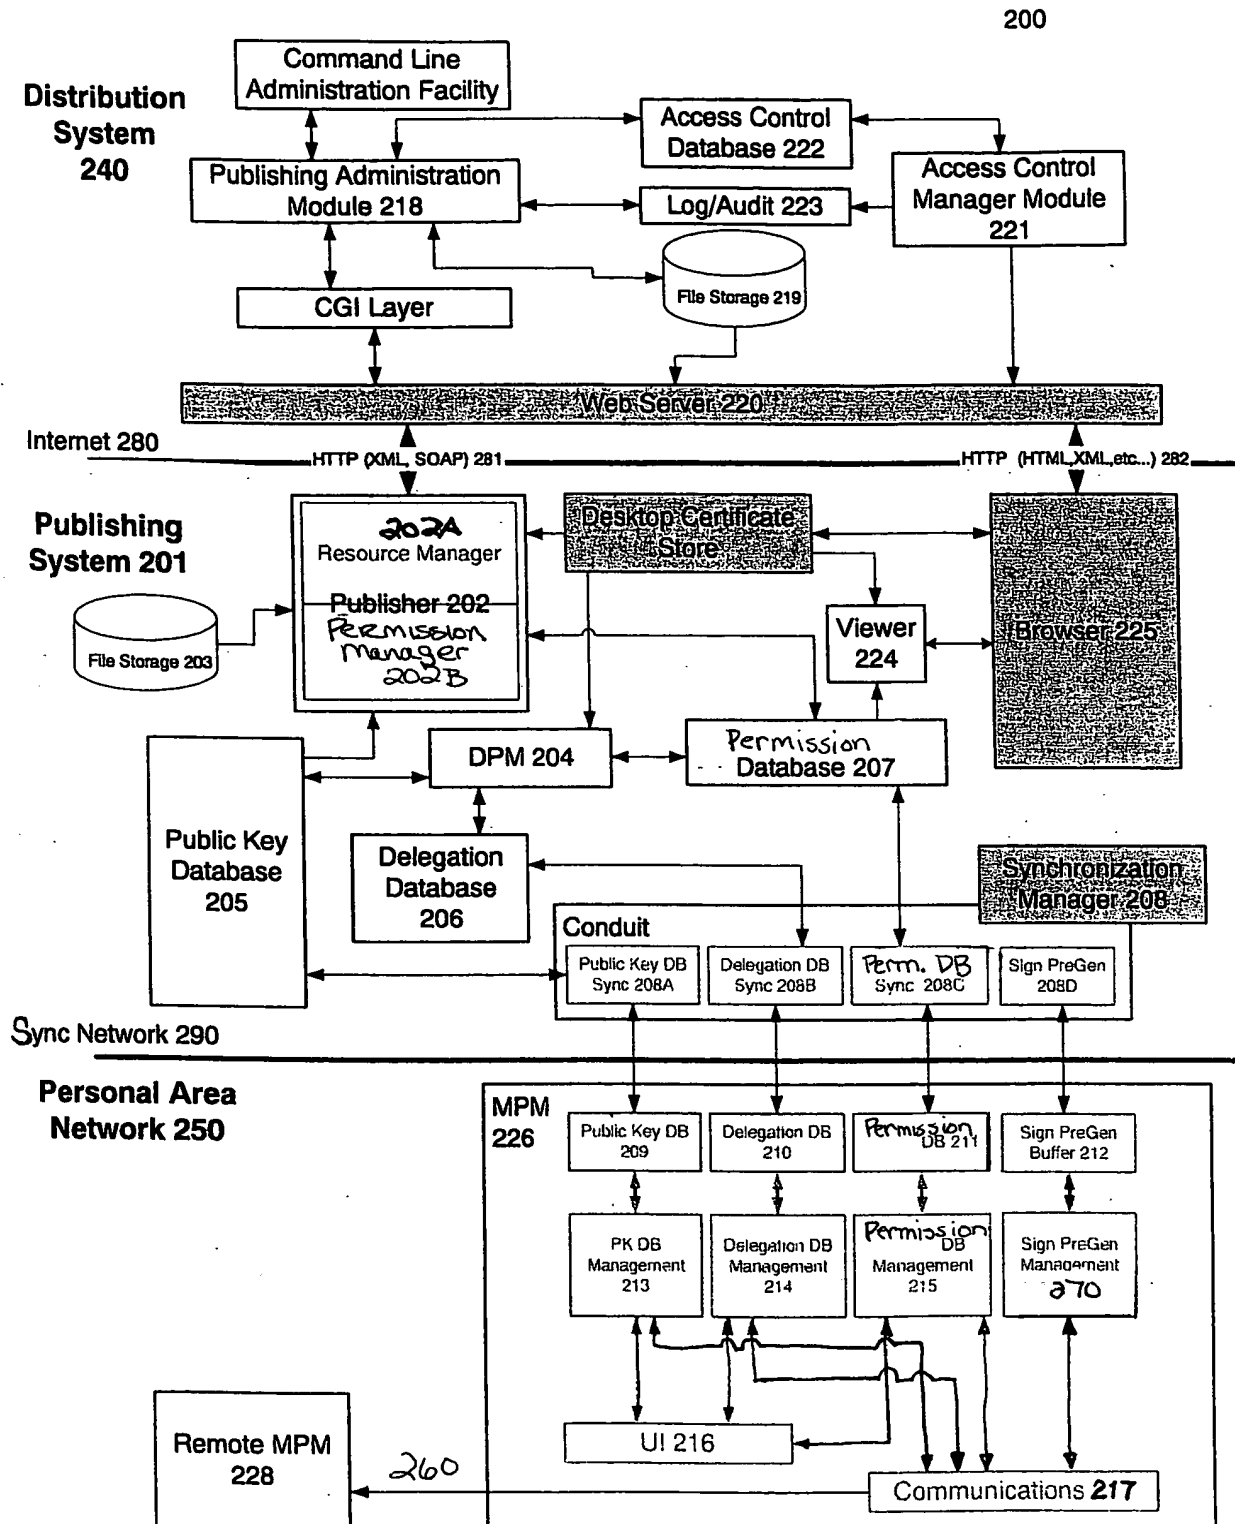 200
Distribution
System
240
Command Line
Administration Facility
Access Control
Database 222
Access Control
Manager Module
221
Publishing Administration
Module 218
Log/Audit 223
File Storage 219
CGI Layer
Web Server 220
Internet 280
HTTP (XML, SOAP) 281
HTTP (HTML,XML,etc...) 282
Publishing
System 201
202A
Resource Manager
Publisher 202
Permission
Manager
202B
Desktop Certificate
Store
File Storage 203
Viewer
224
Browser 225
DPM 204
Permission
Database 207
Public Key
Database
205
Delegation
Database
206
Synchronization
Manager 208
Conduit
Public Key DB
Sync 208A
Delegation DB
Sync 208B
Perm. DB
Sync 208C
Sign PreGen
208D
Sync Network 290
Personal Area
Network 250
MPM
226
Public Key DB
209
Delegation DB
210
Permission
DB 211
Sign PreGen
Buffer 212
PK DB
Management
213
Delegation DB
Management
214
Permission
DB
Management
215
Sign PreGen
Management
270
UI 216
Remote MPM
228
260
Communications 217